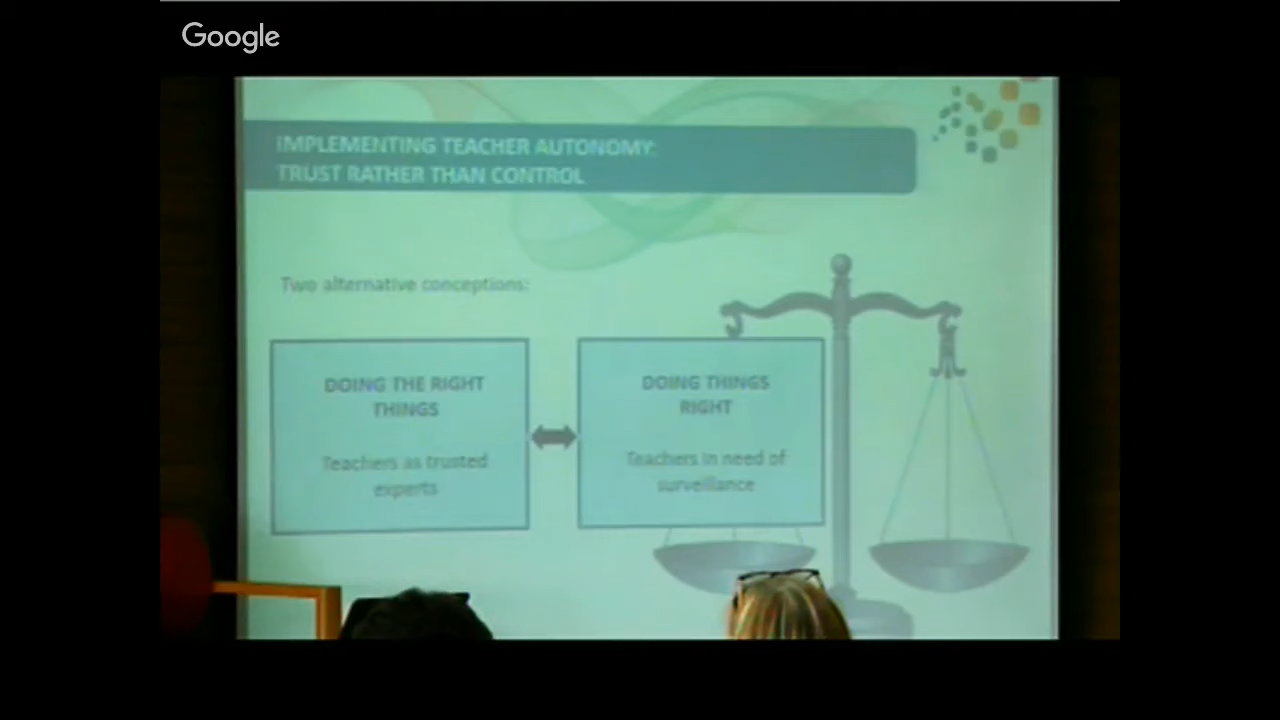 Google
IMPLEMENTING TEACHER AUTONOMY:
TRUST RATHER THAN CONTROL
Two alternative conceptions:
DOING THE RIGHT
THINGS
Teachers as trusted
experts
DOING THINGS
RIGHT
Teachers in need of
surveillance